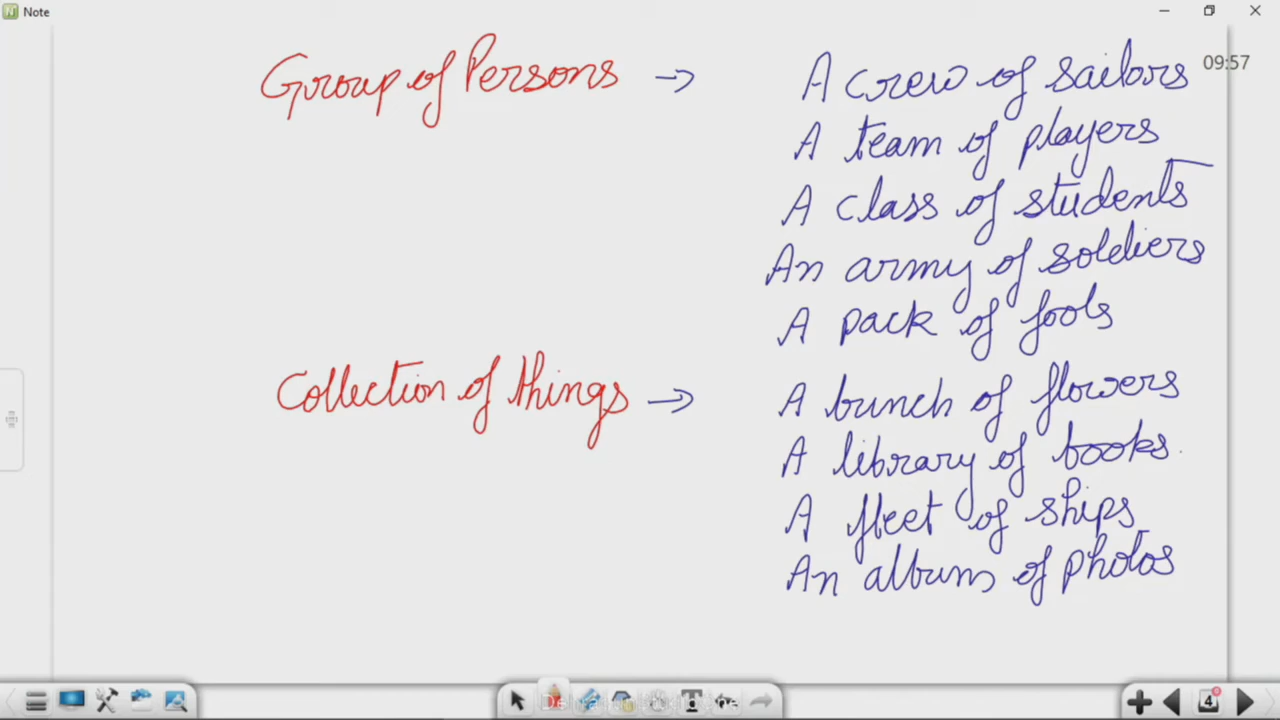 Note
09:57
Group of Persons → A crew of sailors
A team of players
A class of students
An army of soldiers
A pack of fools
Collection of things → A bunch of flowers
A library of books.
A fleet of ships
An album of photos
4